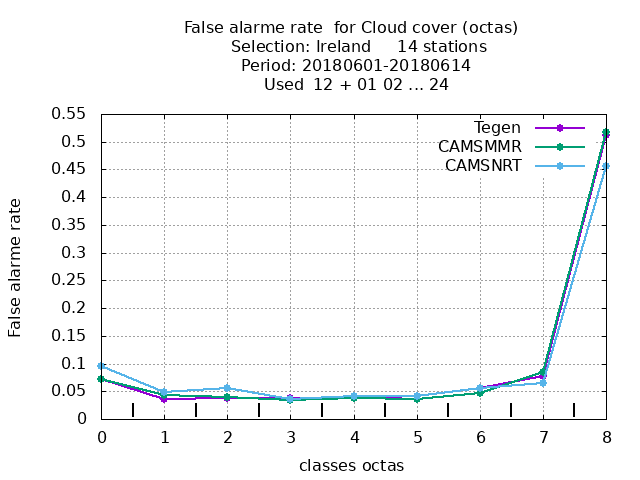 False alarme rate  for Cloud cover (octas)
Selection: Ireland     14 stations
Period: 20180601-20180614
Used  12 + 01 02 ... 24
Tegen
CAMSMMR
CAMSNRT
0.55
0.5
0.45
0.4
0.35
0.3
0.25
0.2
0.15
0.1
0.05
0
False alarme rate
0 1 2 3 4 5 6 7 8
classes octas